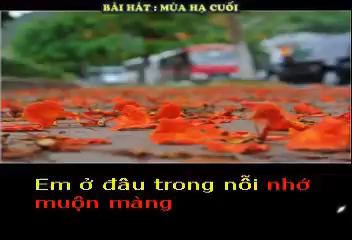 BÀI HÁT : MÙA HẠ CUỐI
Em ở đâu trong nỗi nhớ
muộn màng